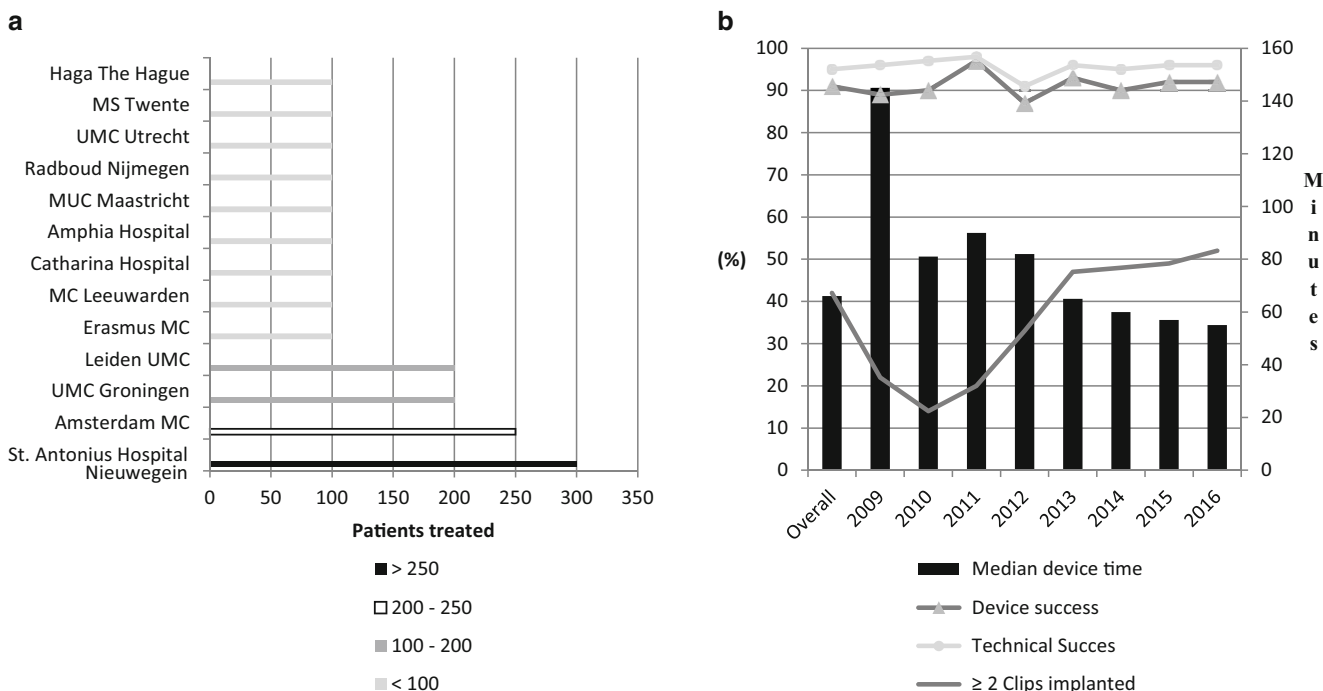 a
Haga The Hague
MS Twente
UMC Utrecht
Radboud Nijmegen
MUC Maastricht
Amphia Hospital
Catharina Hospital
MC Leeuwarden
Erasmus MC
Leiden UMC
UMC Groningen
Amsterdam MC
St. Antonius Hospital
Nieuwegein
0 50 100 150 200 250 300 350
Patients treated
> 250
200 - 250
100 - 200
< 100
b
100
90
80
70
60
50
40
30
20
10
0
(%)
160
140
120
100
80
60
40
20
0
Minutes
Overall 2009 2010 2011 2012 2013 2014 2015 2016
Median device time
Device success
Technical Succes
≥ 2 Clips implanted